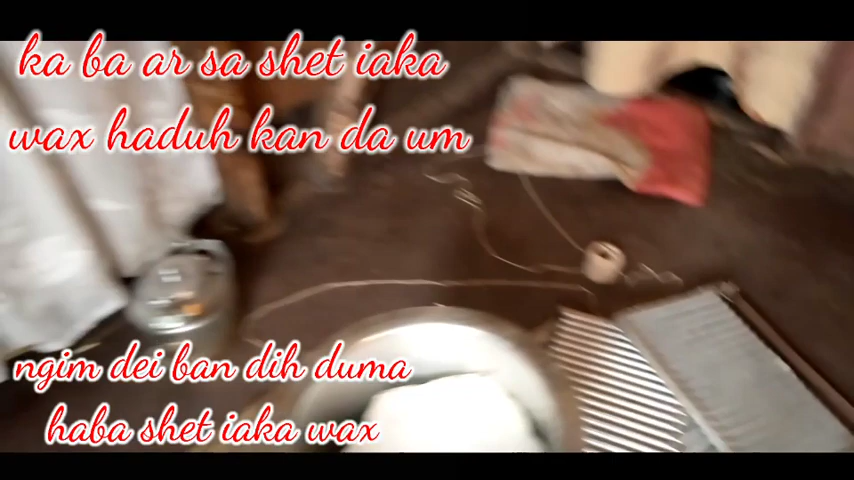 ka ba ar sa shet iaka
wax haduh kan da um
ngim dei ban dih duma
haba shet iaka wax